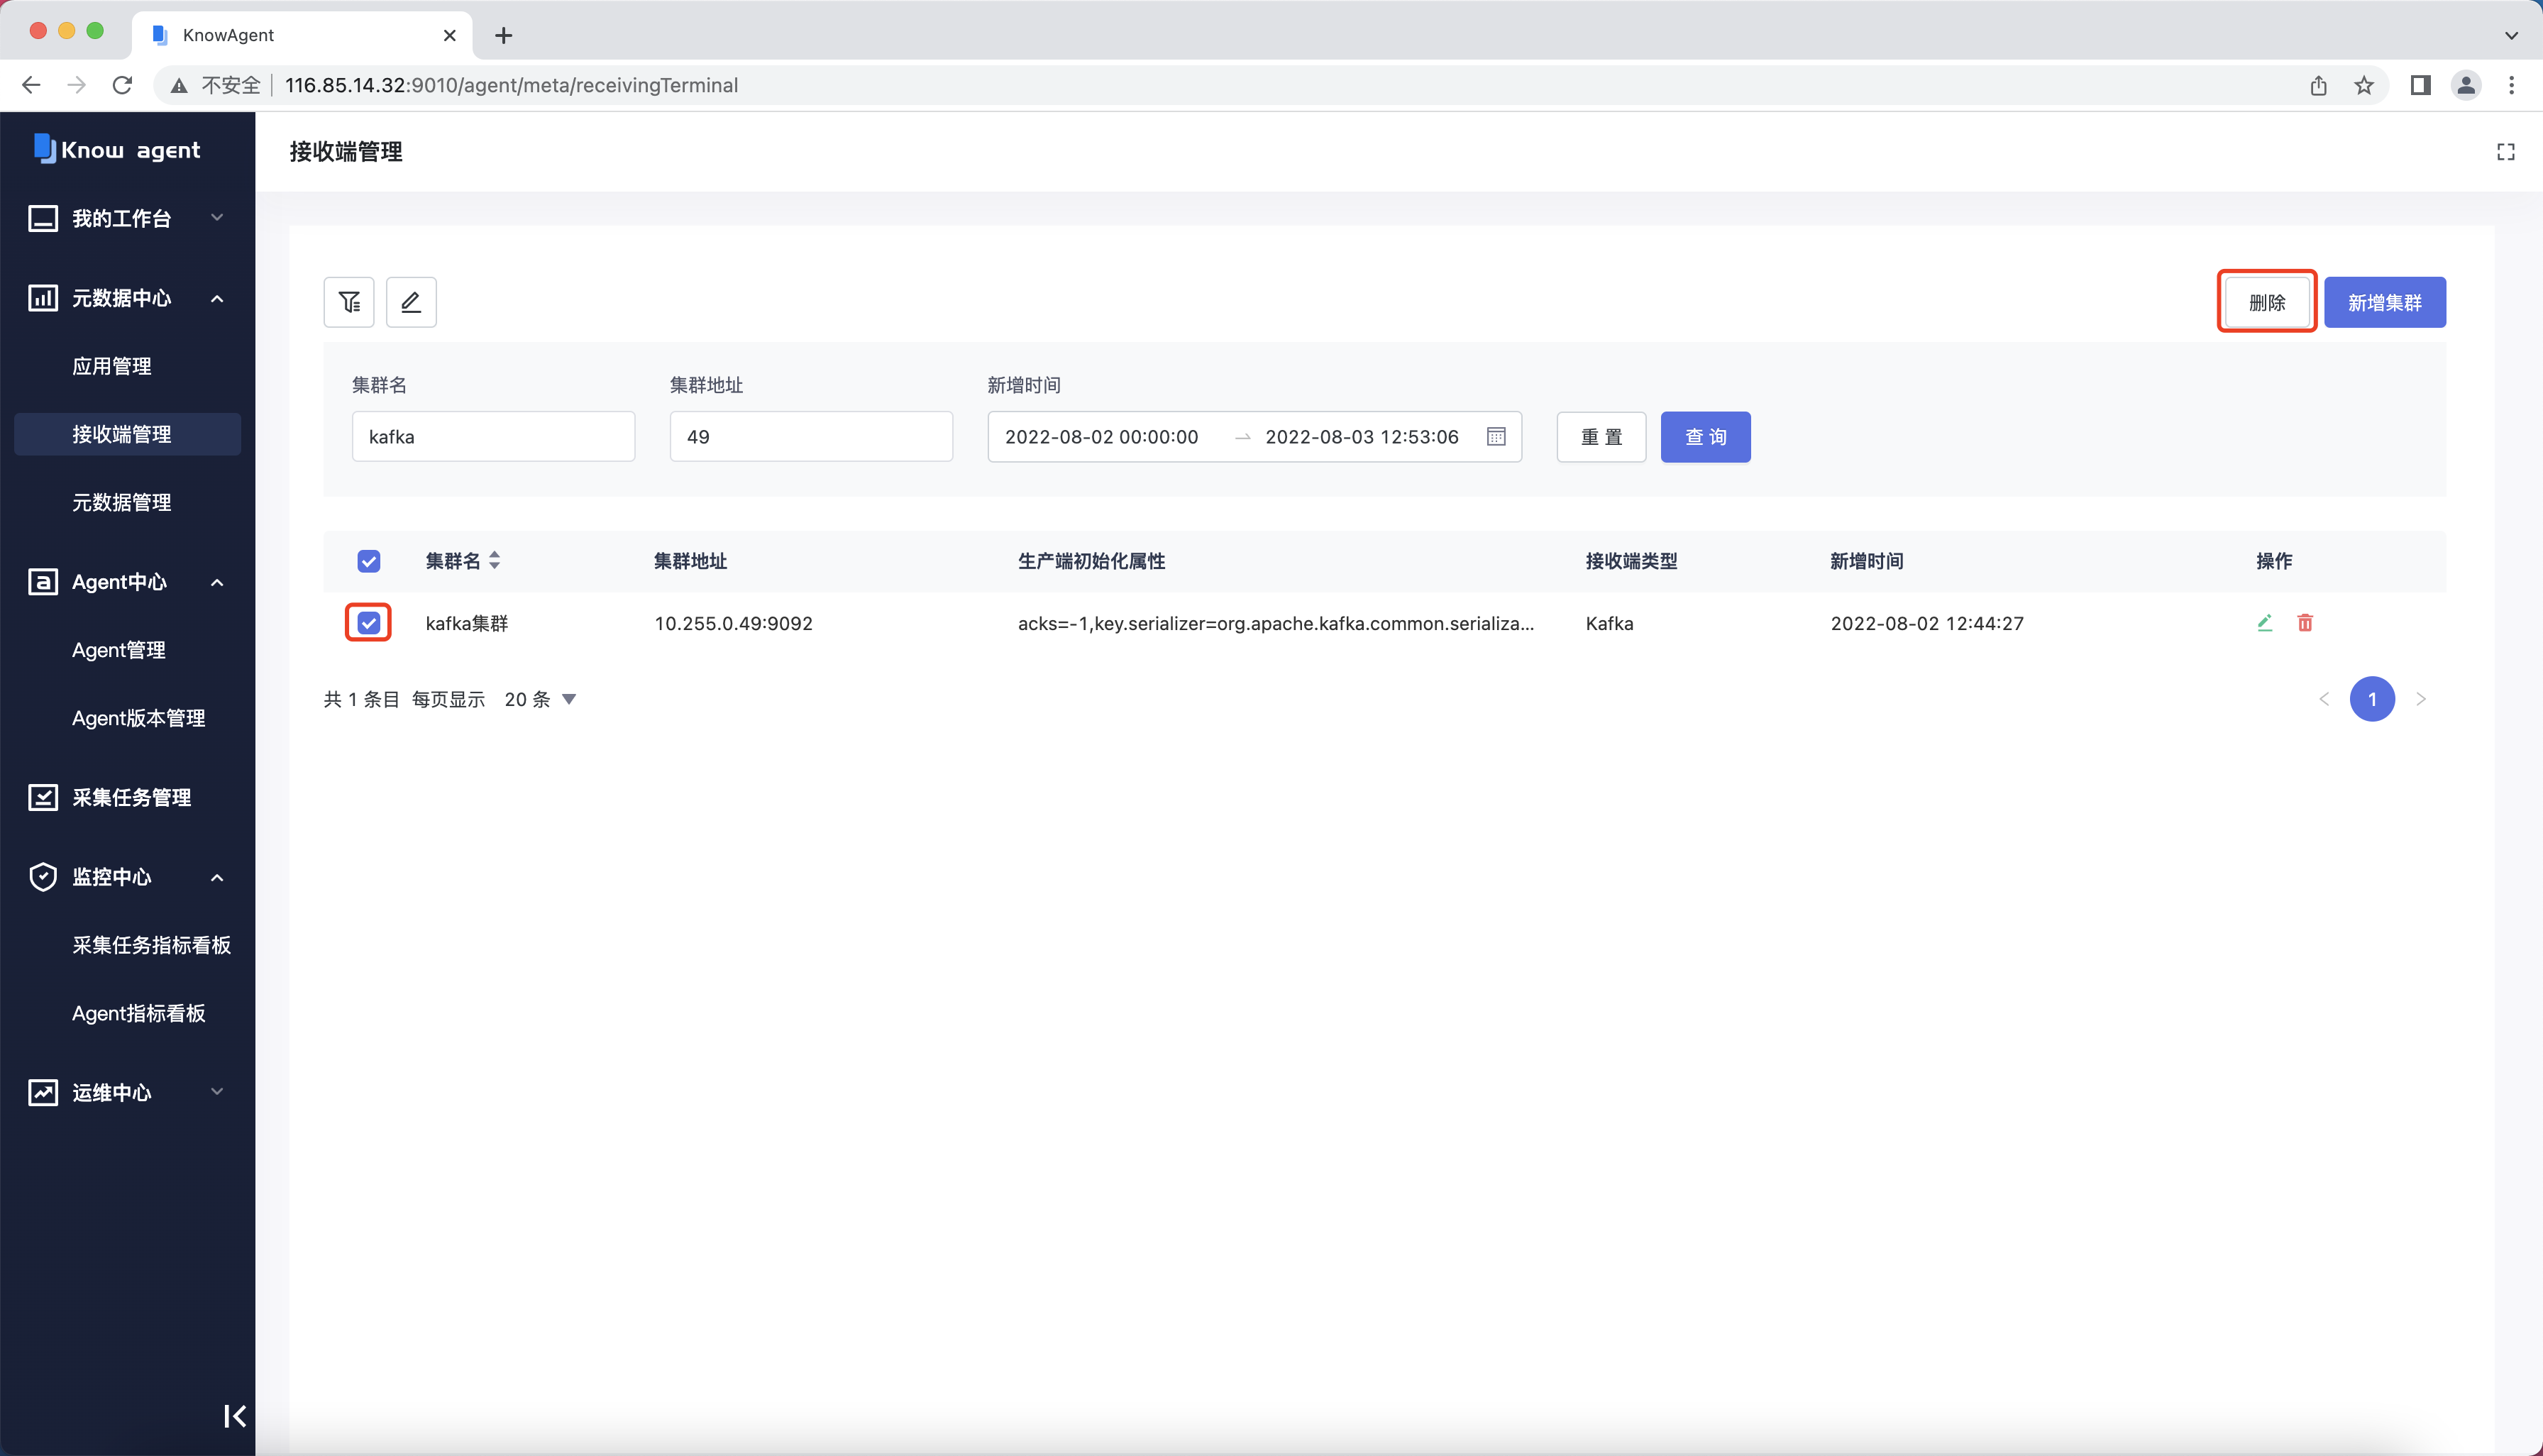 KnowAgent
不安全 116.85.14.32:9010/agent/meta/receivingTerminal
Know agent
接收端管理
我的工作台
元数据中心
应用管理
接收端管理
元数据管理
Agent中心
Agent管理
Agent版本管理
采集任务管理
监控中心
采集任务指标看板
Agent指标看板
运维中心
删除 新增集群
集群名 集群地址 新增时间
kafka 49 2022-08-02 00:00:00 → 2022-08-03 12:53:06 重 置 查 询
集群名 集群地址 生产端初始化属性 接收端类型 新增时间 操作
kafka集群 10.255.0.49:9092 acks=-1,key.serializer=org.apache.kafka.common.serializa... Kafka 2022-08-02 12:44:27
共 1 条目 每页显示 20 条 < 1 >